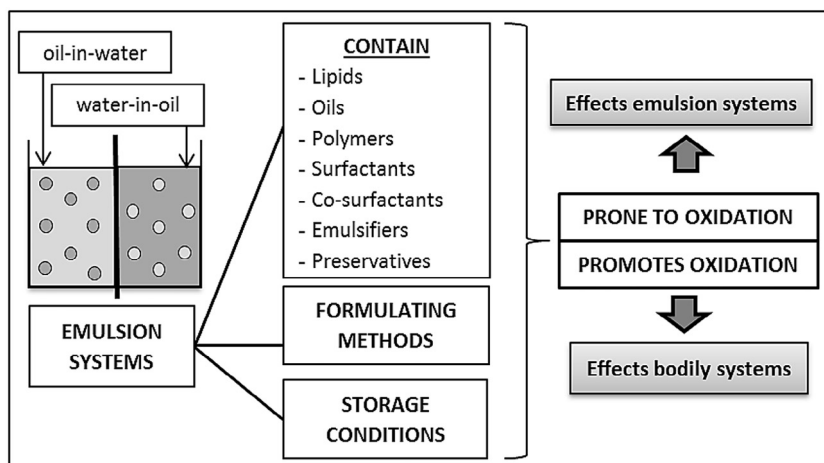 oil-in-water
water-in-oil
EMULSION
SYSTEMS
CONTAIN
- Lipids
- Oils
- Polymers
- Surfactants
- Co-surfactants
- Emulsifiers
- Preservatives
FORMULATING
METHODS
STORAGE
CONDITIONS
Effects emulsion systems
PRONE TO OXIDATION
PROMOTES OXIDATION
Effects bodily systems